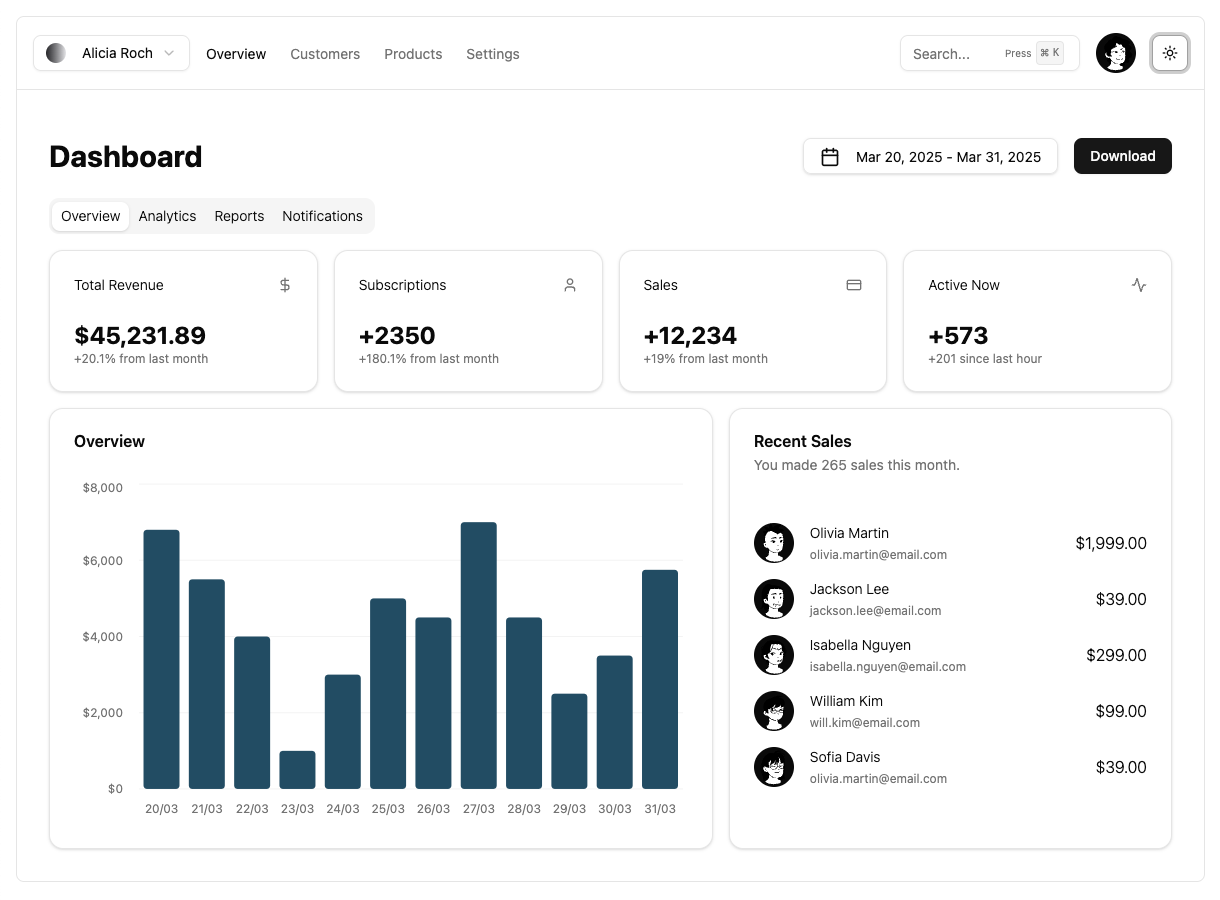 Alicia Roch Overview Customers Products Settings Search... Press ⌘ K
Dashboard Mar 20, 2025 - Mar 31, 2025 Download
Overview Analytics Reports Notifications
Total Revenue $ Subscriptions Sales Active Now
$45,231.89 +2350 +12,234 +573
+20.1% from last month +180.1% from last month +19% from last month +201 since last hour
Overview
$8,000
$6,000
$4,000
$2,000
$0
20/03 21/03 22/03 23/03 24/03 25/03 26/03 27/03 28/03 29/03 30/03 31/03
Recent Sales
You made 265 sales this month.
Olivia Martin $1,999.00
olivia.martin@email.com
Jackson Lee $39.00
jackson.lee@email.com
Isabella Nguyen $299.00
isabella.nguyen@email.com
William Kim $99.00
will.kim@email.com
Sofia Davis $39.00
olivia.martin@email.com